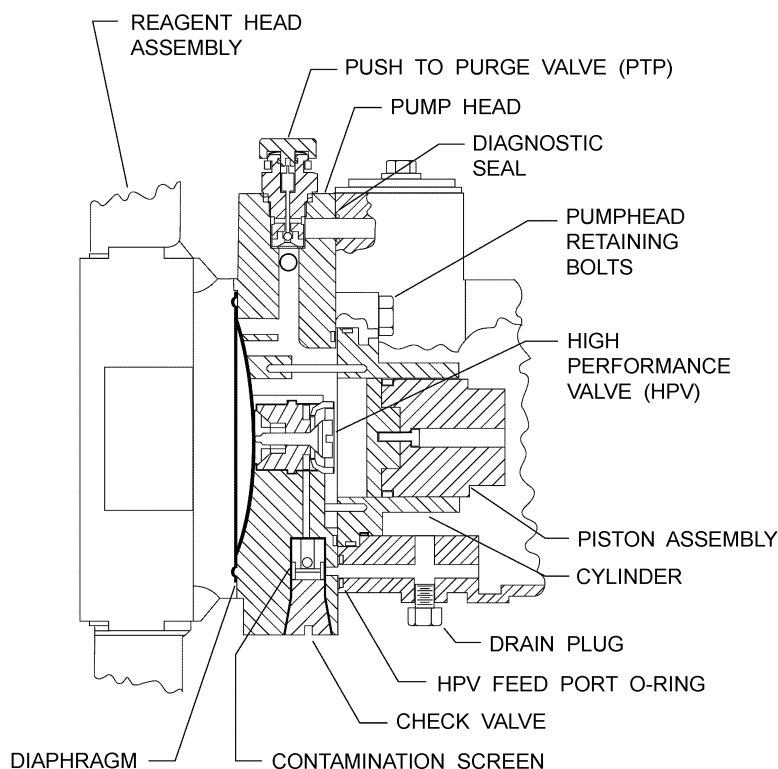 REAGENT HEAD
ASSEMBLY
PUSH TO PURGE VALVE (PTP)
PUMP HEAD
DIAGNOSTIC
SEAL
PUMPHEAD
RETAINING
BOLTS
HIGH
PERFORMANCE
VALVE (HPV)
PISTON ASSEMBLY
CYLINDER
DRAIN PLUG
HPV FEED PORT O-RING
CHECK VALVE
DIAPHRAGM
CONTAMINATION SCREEN